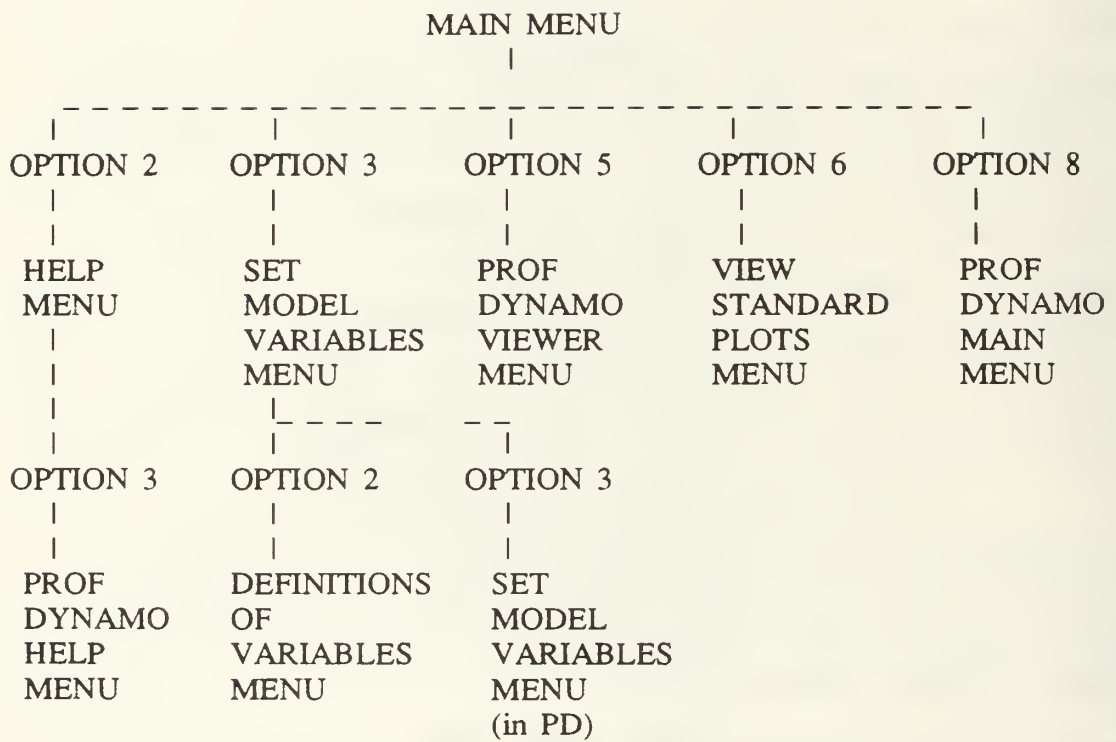 MAIN MENU
OPTION 2 OPTION 3 OPTION 5 OPTION 6 OPTION 8
HELP SET PROF VIEW PROF
MENU MODEL DYNAMO STANDARD DYNAMO
VARIABLES VIEWER PLOTS MAIN
MENU MENU MENU MENU
OPTION 3 OPTION 2 OPTION 3
PROF DEFINITIONS SET
DYNAMO OF MODEL
HELP VARIABLES VARIABLES
MENU MENU MENU
(in PD)